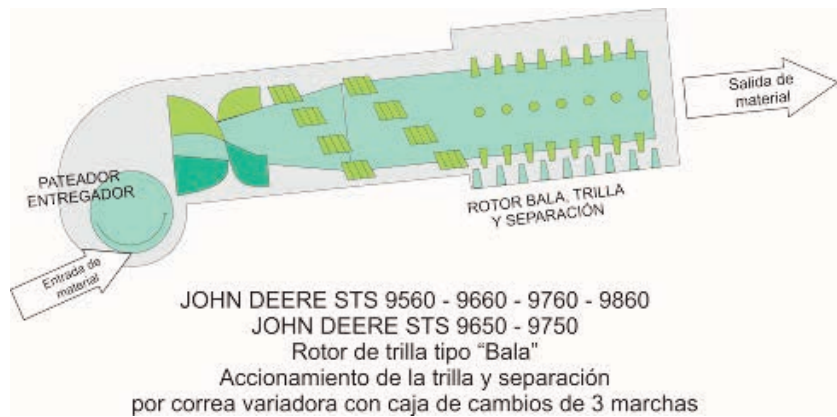 Salida de
material
PATEADOR
ENTREGADOR
ROTOR BALA, TRILLA
Y SEPARACIÓN
Entrada de
material
JOHN DEERE STS 9560 - 9660 - 9760 - 9860
JOHN DEERE STS 9650 - 9750
Rotor de trilla tipo “Bala”
Accionamiento de la trilla y separación
por correa variadora con caja de cambios de 3 marchas